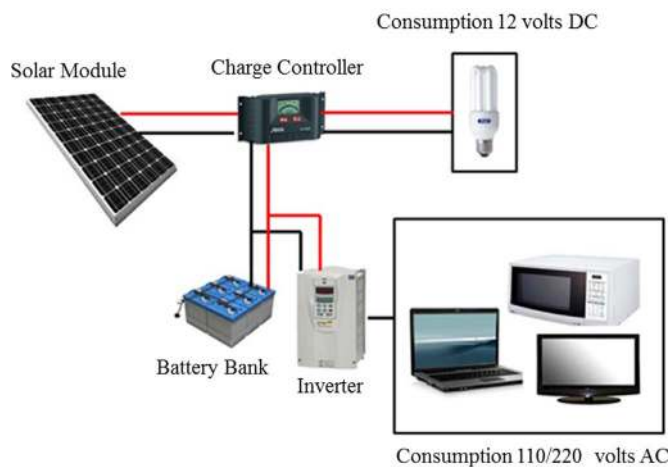 Consumption 12 volts DC
Solar Module
Charge Controller
Battery Bank
Inverter
Consumption 110/220 volts AC